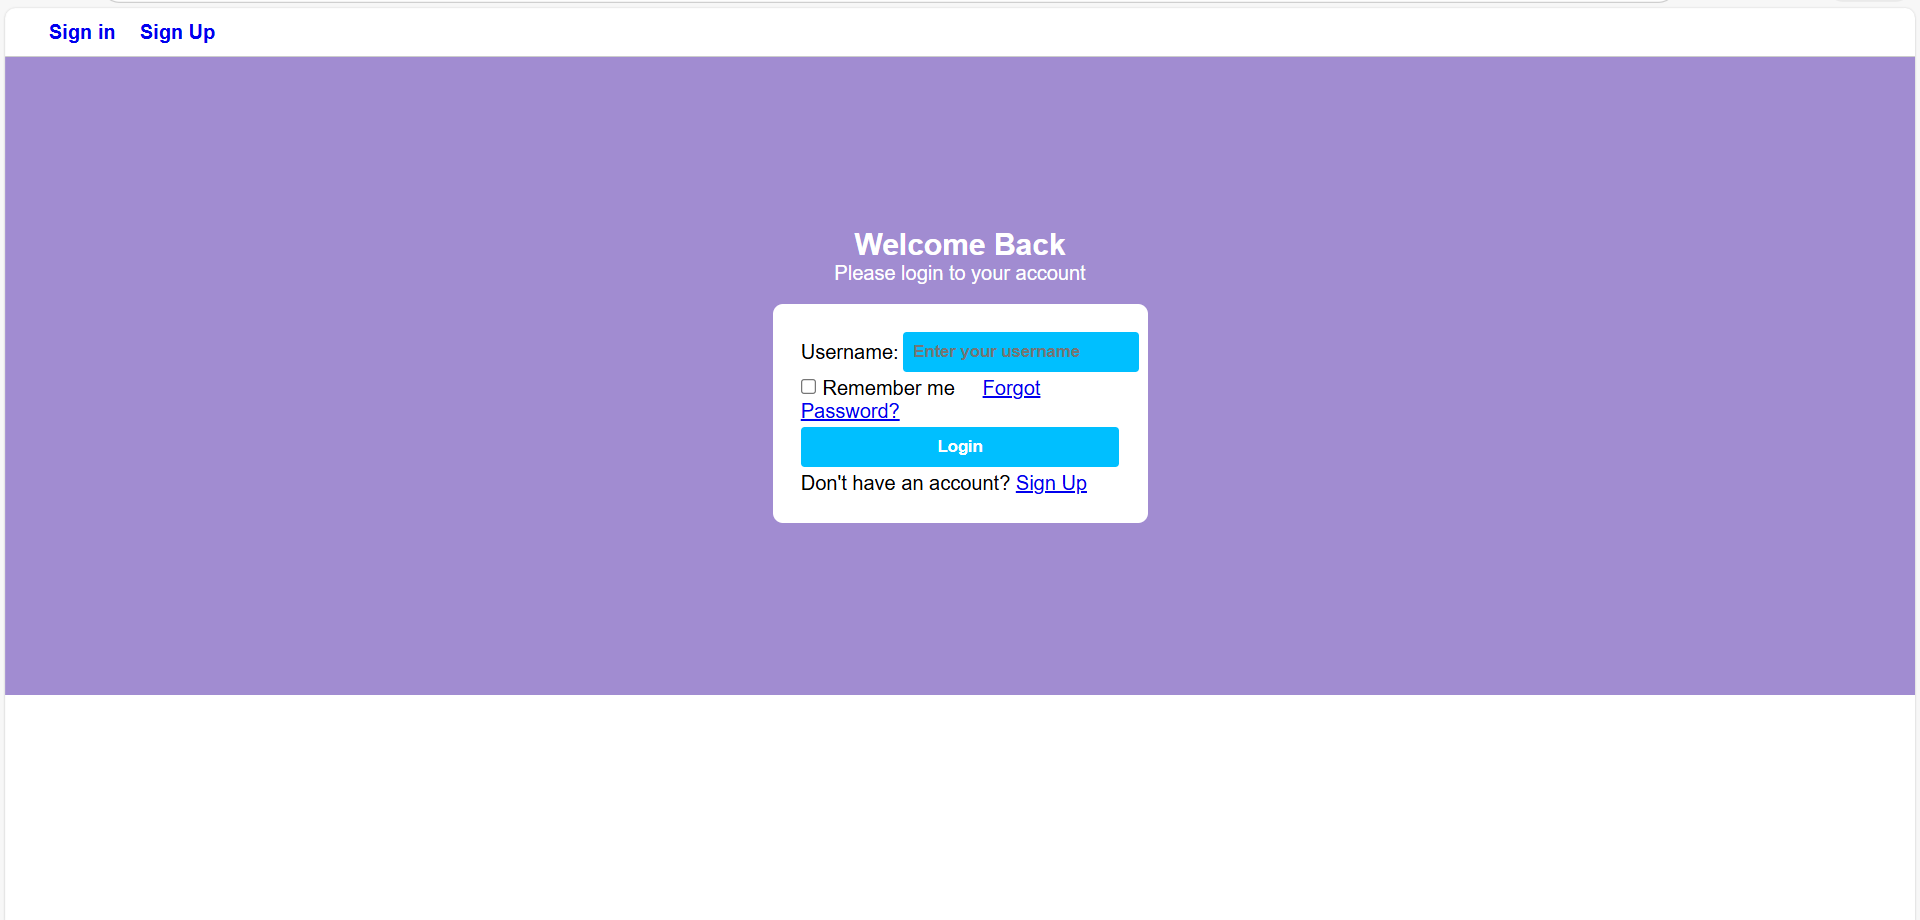 Sign in Sign Up
Welcome Back
Please login to your account
Username: Enter your username
Remember me Forgot
Password?
Login
Don't have an account? Sign Up